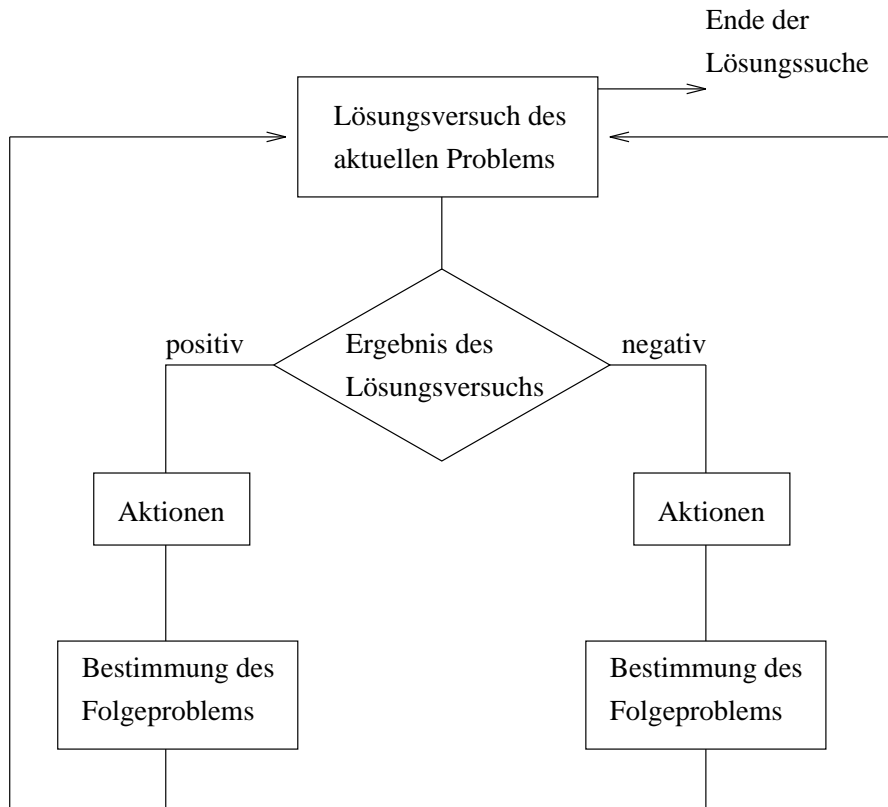 Ende der
Lösungssuche
Lösungsversuch des
aktuellen Problems
positiv
Ergebnis des
Lösungsversuchs
negativ
Aktionen
Aktionen
Bestimmung des
Folgeproblems
Bestimmung des
Folgeproblems